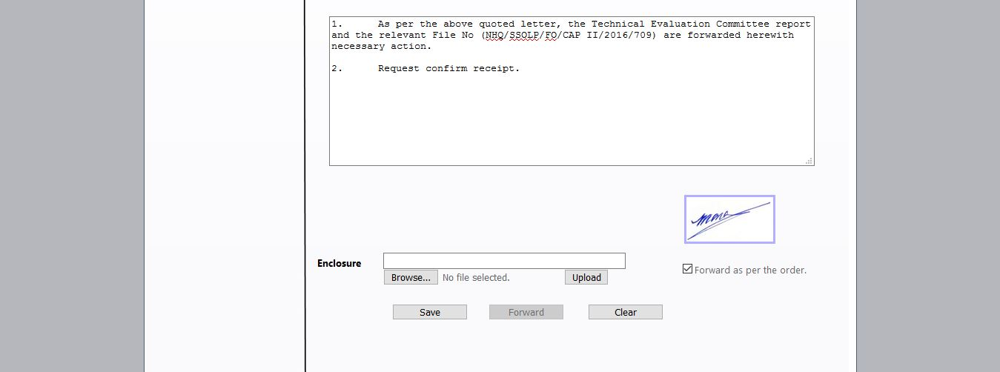 1. As per the above quoted letter, the Technical Evaluation Committee report
and the relevant File No (NHQ/SSOLP/FO/CAP II/2016/709) are forwarded herewith
necessary action.
2. Request confirm receipt.
Enclosure
Browse... No file selected. Upload
Forward as per the order.
Save Forward Clear